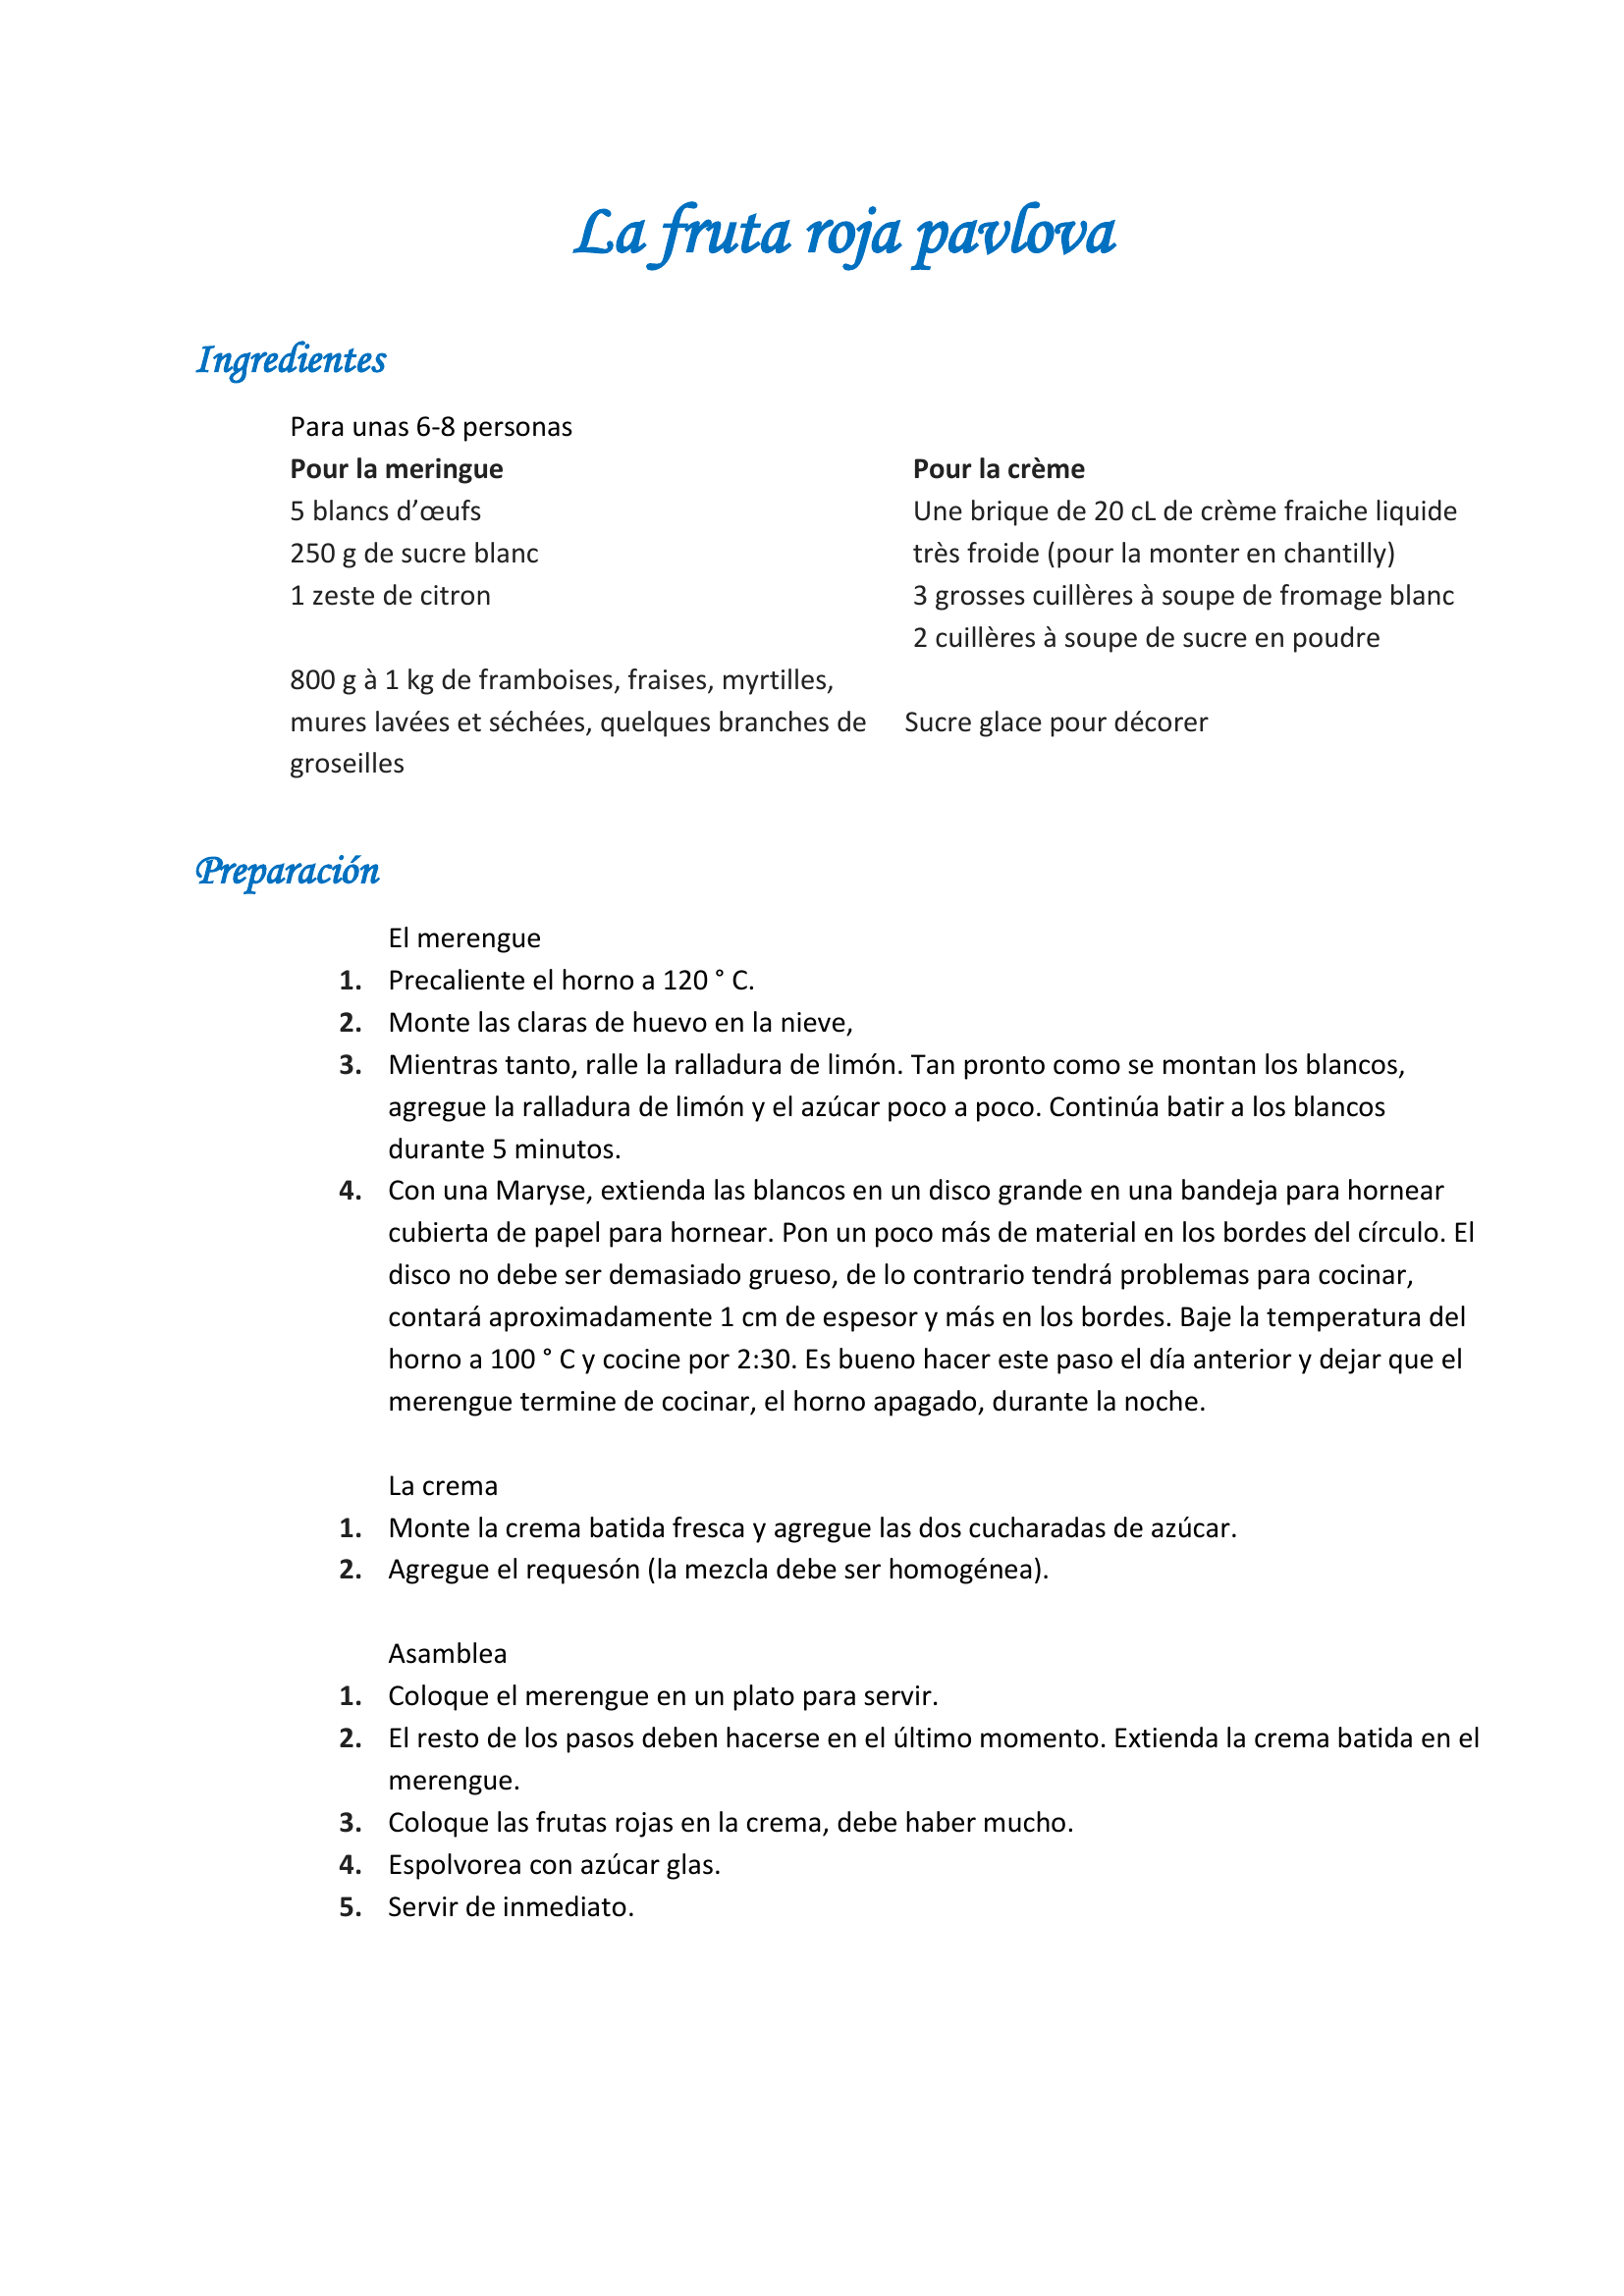 La fruta roja pavlova
Ingredientes
Para unas 6-8 personas
Pour la meringue
5 blancs d’œufs
250 g de sucre blanc
1 zeste de citron
Pour la crème
Une brique de 20 cL de crème fraiche liquide
très froide (pour la monter en chantilly)
3 grosses cuillères à soupe de fromage blanc
2 cuillères à soupe de sucre en poudre
800 g à 1 kg de framboises, fraises, myrtilles,
mures lavées et séchées, quelques branches de
groseilles
Sucre glace pour décorer
Preparación
El merengue
1. Precaliente el horno a 120 ° C.
2. Monte las claras de huevo en la nieve,
3. Mientras tanto, ralle la ralladura de limón. Tan pronto como se montan los blancos,
agregue la ralladura de limón y el azúcar poco a poco. Continúa batir a los blancos
durante 5 minutos.
4. Con una Maryse, extienda las blancos en un disco grande en una bandeja para hornear
cubierta de papel para hornear. Pon un poco más de material en los bordes del círculo. El
disco no debe ser demasiado grueso, de lo contrario tendrá problemas para cocinar,
contará aproximadamente 1 cm de espesor y más en los bordes. Baje la temperatura del
horno a 100 ° C y cocine por 2:30. Es bueno hacer este paso el día anterior y dejar que el
merengue termine de cocinar, el horno apagado, durante la noche.
La crema
1. Monte la crema batida fresca y agregue las dos cucharadas de azúcar.
2. Agregue el requesón (la mezcla debe ser homogénea).
Asamblea
1. Coloque el merengue en un plato para servir.
2. El resto de los pasos deben hacerse en el último momento. Extienda la crema batida en el
merengue.
3. Coloque las frutas rojas en la crema, debe haber mucho.
4. Espolvorea con azúcar glas.
5. Servir de inmediato.